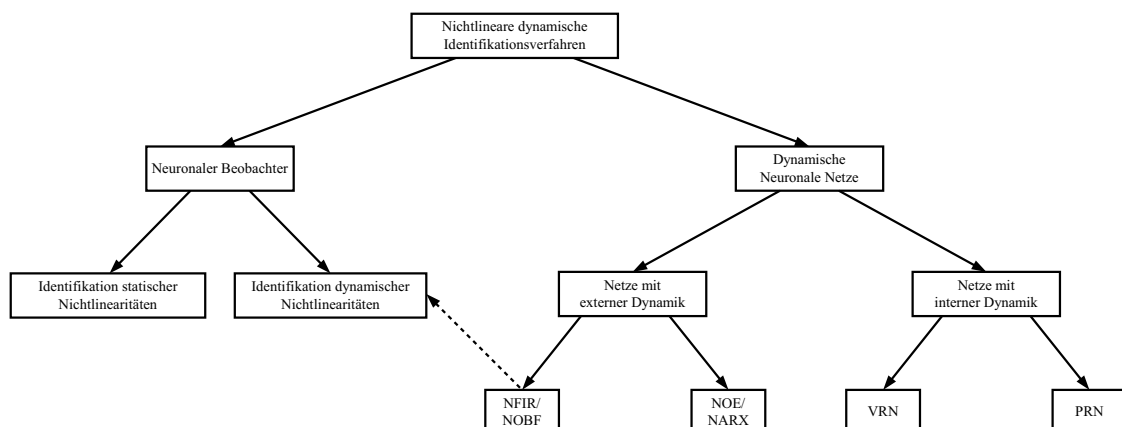 Nichtlineare dynamische
Identifikationsverfahren
Neuronaler Beobachter
Dynamische
Neuronale Netze
Identifikation statischer
Nichtlinearitäten
Identifikation dynamischer
Nichtlinearitäten
Netze mit
externer Dynamik
Netze mit
interner Dynamik
NFIR/
NOBF
NOE/
NARX
VRN
PRN